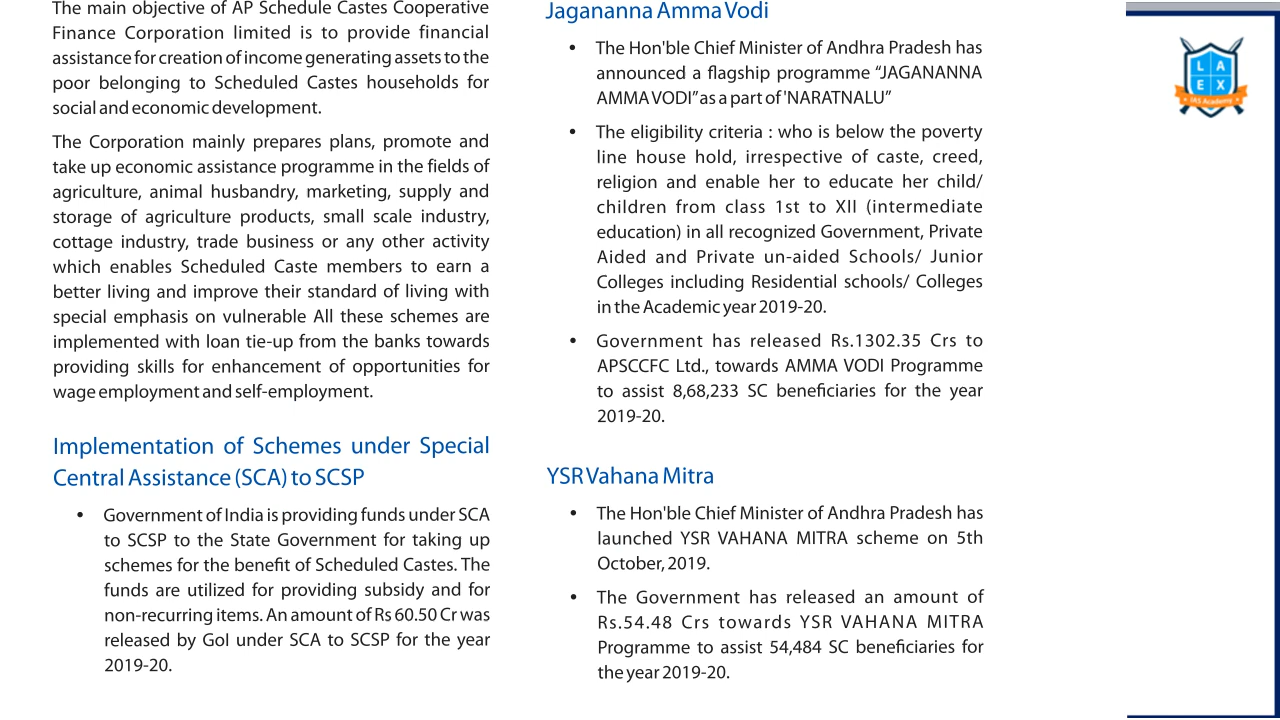 The main objective of AP Schedule Castes Cooperative
Finance Corporation limited is to provide financial
assistance for creation of income generating assets to the
poor belonging to Scheduled Castes households for
social and economic development.
The Corporation mainly prepares plans, promote and
take up economic assistance programme in the fields of
agriculture, animal husbandry, marketing, supply and
storage of agriculture products, small scale industry,
cottage industry, trade business or any other activity
which enables Scheduled Caste members to earn a
better living and improve their standard of living with
special emphasis on vulnerable All these schemes are
implemented with loan tie-up from the banks towards
providing skills for enhancement of opportunities for
wage employment and self-employment.
Implementation of Schemes under Special
Central Assistance (SCA) to SCSP
• Government of India is providing funds under SCA
to SCSP to the State Government for taking up
schemes for the benefit of Scheduled Castes. The
funds are utilized for providing subsidy and for
non-recurring items. An amount of Rs 60.50 Cr was
released by GoI under SCA to SCSP for the year
2019-20.
Jagananna Amma Vodi
• The Hon'ble Chief Minister of Andhra Pradesh has
announced a flagship programme “JAGANANNA
AMMA VODI” as a part of 'NARATNALU”
• The eligibility criteria : who is below the poverty
line house hold, irrespective of caste, creed,
religion and enable her to educate her child/
children from class 1st to XII (intermediate
education) in all recognized Government, Private
Aided and Private un-aided Schools/ Junior
Colleges including Residential schools/ Colleges
in the Academic year 2019-20.
• Government has released Rs.1302.35 Crs to
APSCCFC Ltd., towards AMMA VODI Programme
to assist 8,68,233 SC beneficiaries for the year
2019-20.
YSR Vahana Mitra
• The Hon'ble Chief Minister of Andhra Pradesh has
launched YSR VAHANA MITRA scheme on 5th
October, 2019.
• The Government has released an amount of
Rs.54.48 Crs towards YSR VAHANA MITRA
Programme to assist 54,484 SC beneficiaries for
the year 2019-20.
L A
E X
IAS Academy